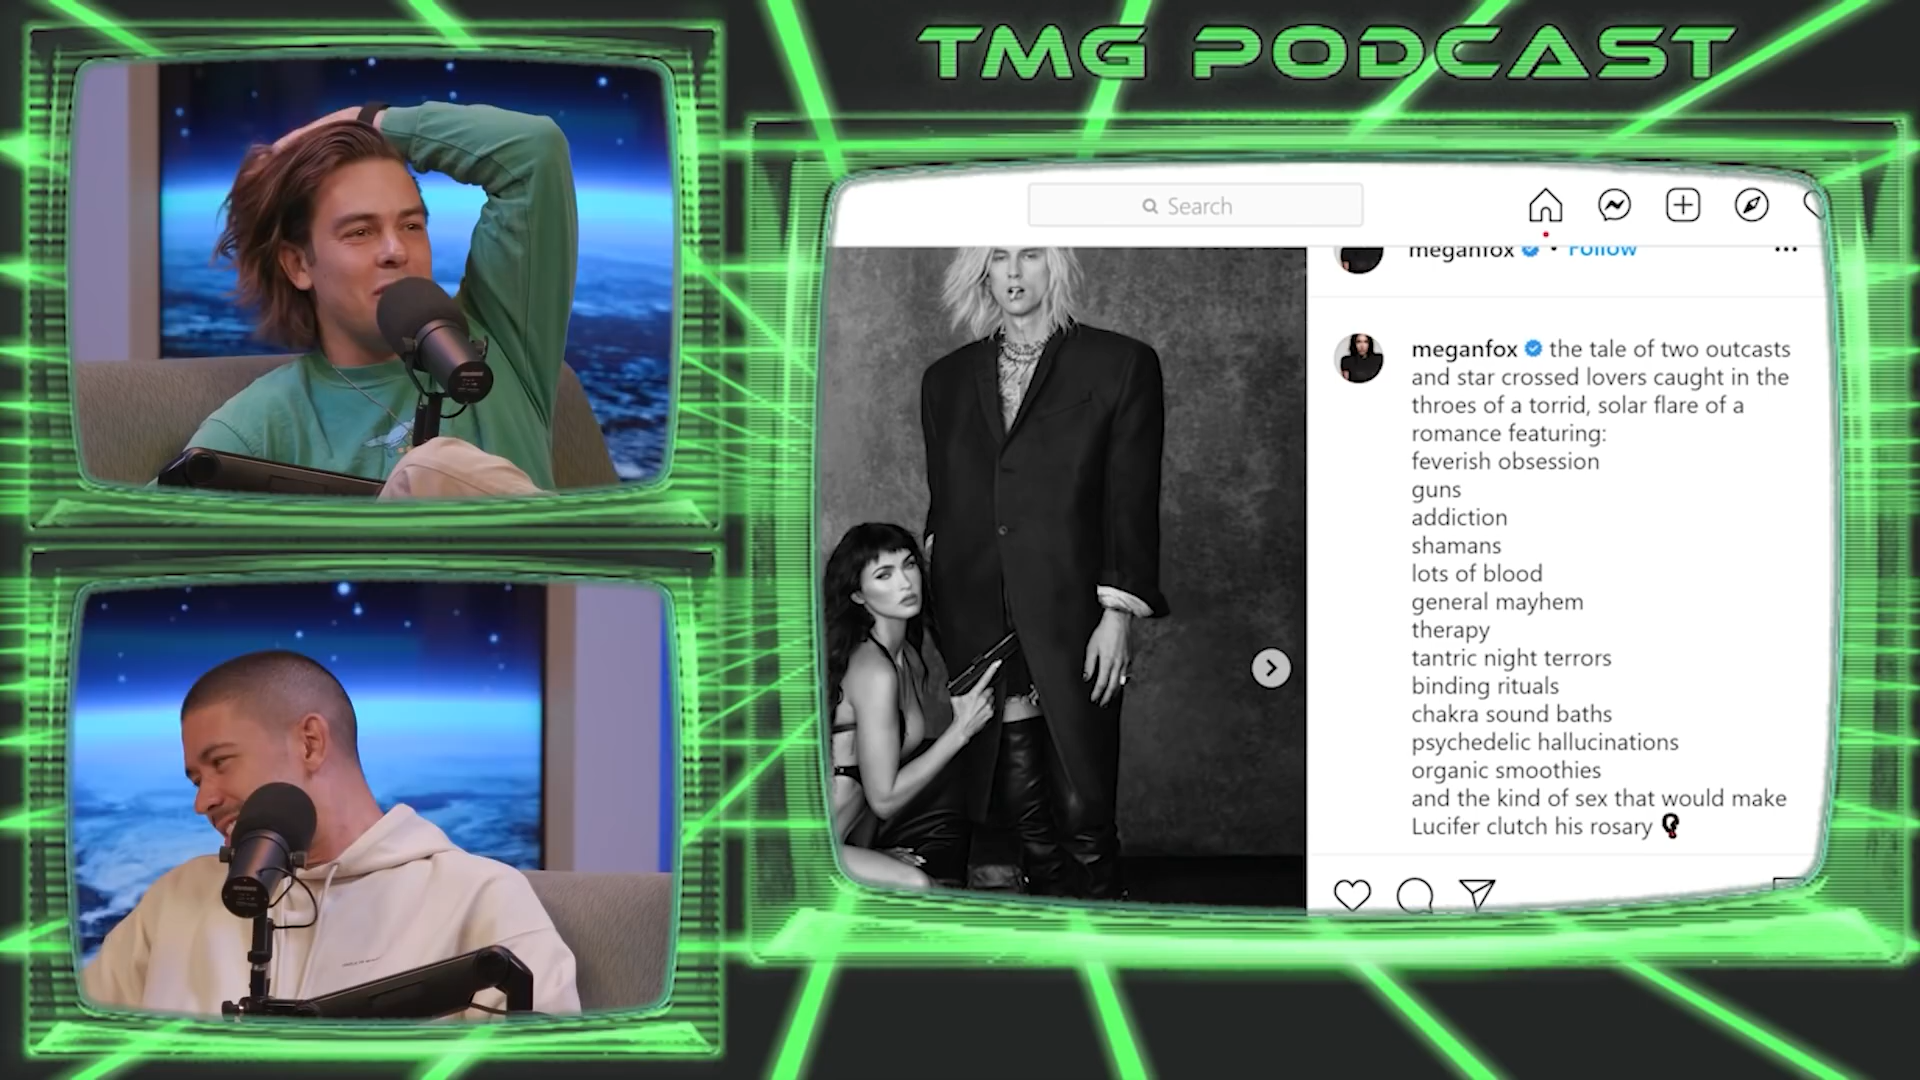 TMG PODCAST
Search
meganfox • Follow
meganfox the tale of two outcasts
and star crossed lovers caught in the
throes of a torrid, solar flare of a
romance featuring:
feverish obsession
guns
addiction
shamans
lots of blood
general mayhem
therapy
tantric night terrors
binding rituals
chakra sound baths
psychedelic hallucinations
organic smoothies
and the kind of sex that would make
Lucifer clutch his rosary